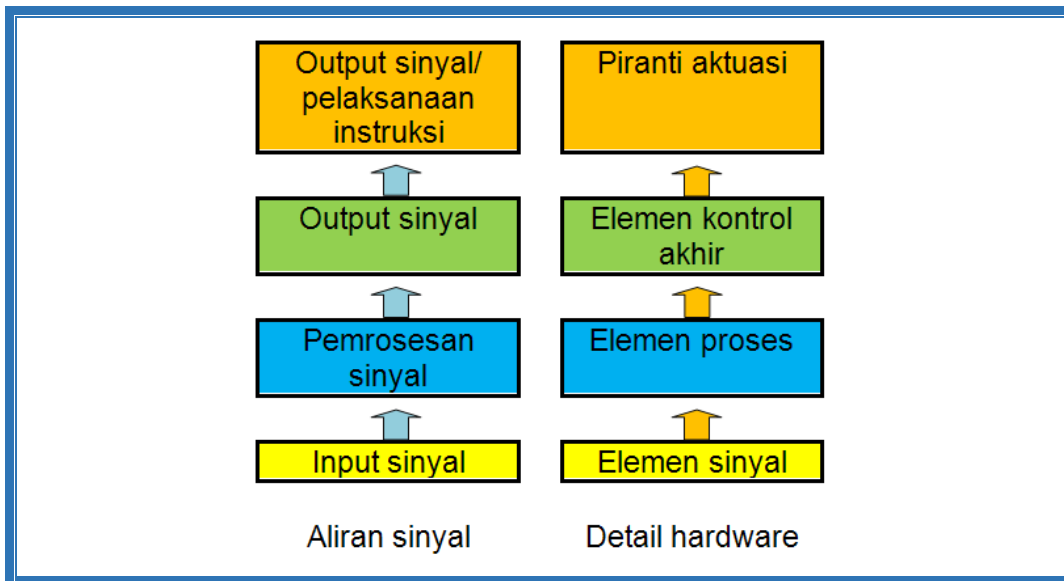 Output sinyal/
pelaksanaan
instruksi
Piranti aktuasi
Output sinyal
Elemen kontrol
akhir
Pemrosesan
sinyal
Elemen proses
Input sinyal
Elemen sinyal
Aliran sinyal
Detail hardware